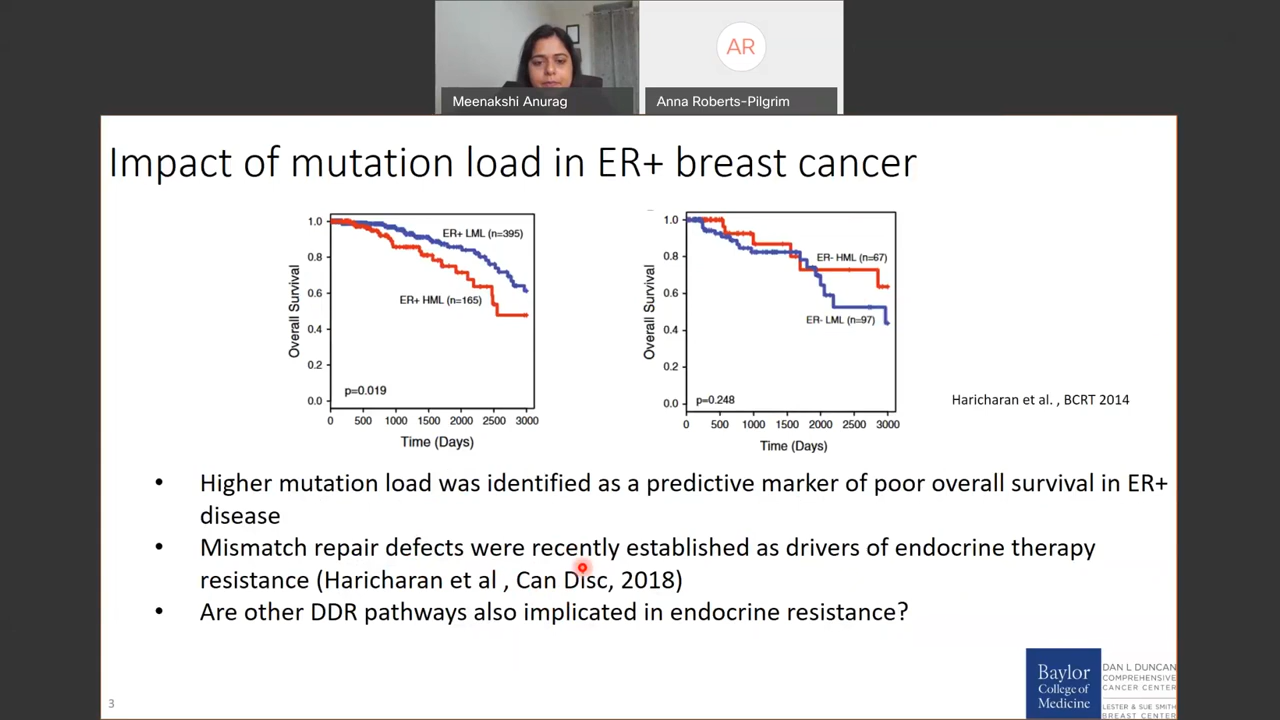 AR
Meenakshi Anurag
Anna Roberts-Pilgrim
Impact of mutation load in ER+ breast cancer
1.0
0.8
0.6
0.4
0.2
0.0
Overall Survival
ER+ LML (n=395)
ER+ HML (n=165)
p=0.019
0 500 1000 1500 2000 2500 3000
Time (Days)
1.0
0.8
0.6
0.4
0.2
0.0
Overall Survival
ER- HML (n=67)
ER- LML (n=97)
p=0.248
0 500 1000 1500 2000 2500 3000
Time (Days)
Haricharan et al. , BCRT 2014
• Higher mutation load was identified as a predictive marker of poor overall survival in ER+
disease
• Mismatch repair defects were recently established as drivers of endocrine therapy
resistance (Haricharan et al , Can Disc, 2018)
• Are other DDR pathways also implicated in endocrine resistance?
3
Baylor
College of
Medicine
DAN L DUNCAN
COMPREHENSIVE
CANCER CENTER
LESTER & SUE SMITH
BREAST CENTER